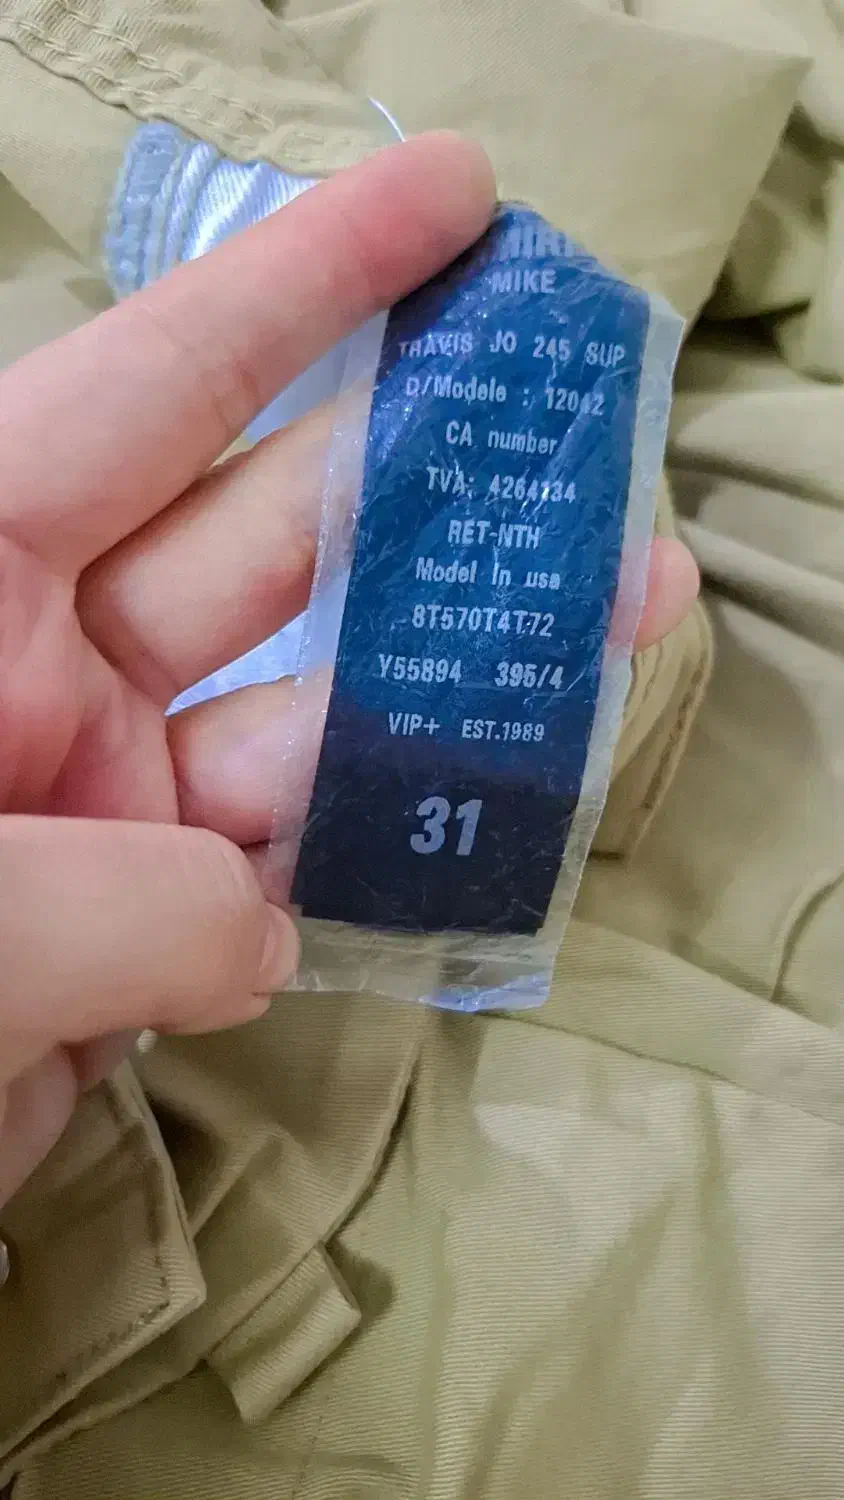 MIKE
TRAVIS JO 245 SUP
D/Modele : 12042
CA number
TVA: 4264134
RET-NTH
Model In usa
8T570T4T72
Y55894 395/4
VIP+ EST.1989
31